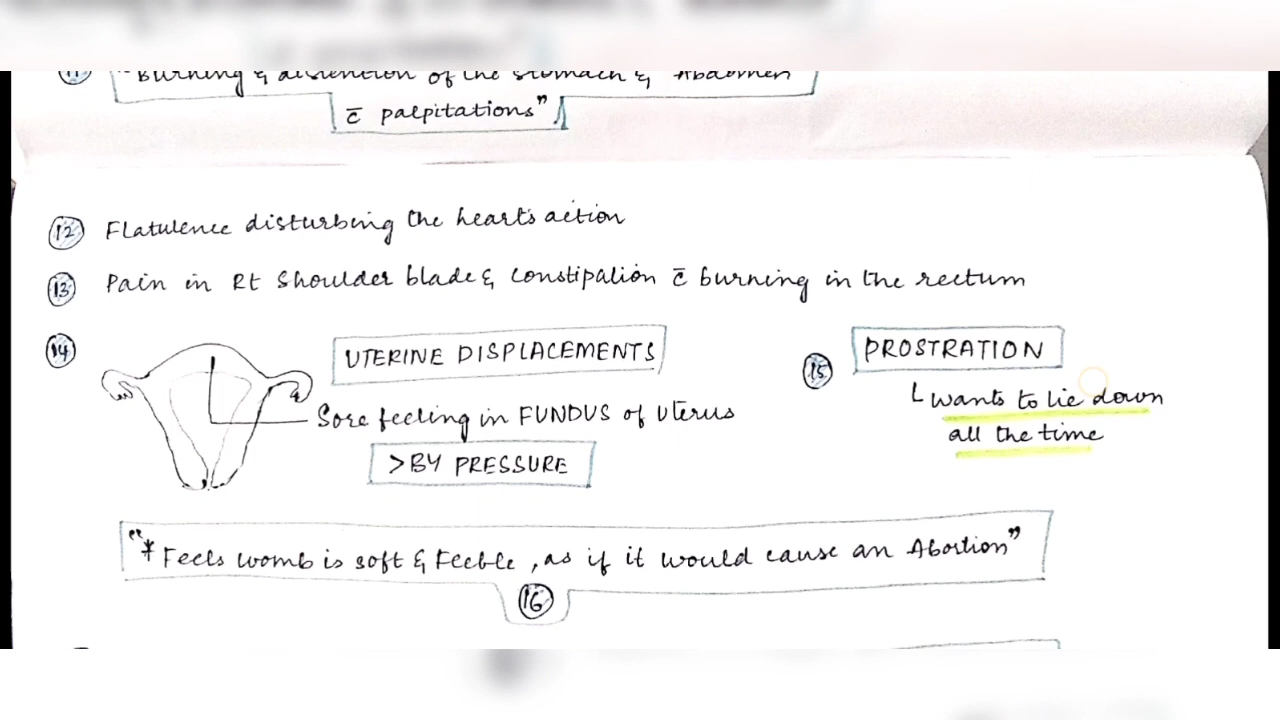 11 "Burning & distention of the stomach & Abdomen
c̄ palpitations"
12 Flatulence disturbing the heart's action
13 Pain in Rt Shoulder blade & constipation c̄ burning in the rectum
14 UTERINE DISPLACEMENTS
Sore feeling in FUNDUS of Uterus
>BY PRESSURE
15 PROSTRATION
wants to lie down
all the time
"* Feels womb is soft & Feeble, as if it would cause an Abortion"
16